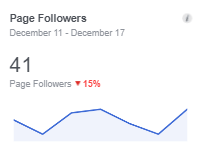 Page Followers
December 11 - December 17
41
Page Followers ▼ 15%